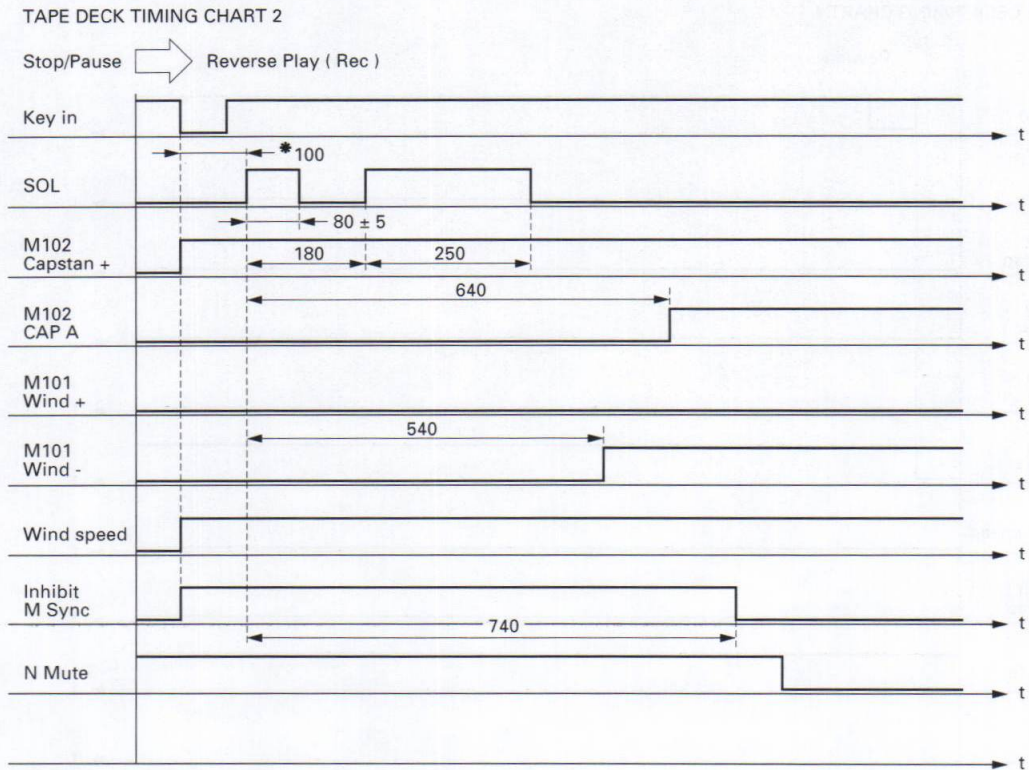 TAPE DECK TIMING CHART 2
Stop/Pause Reverse Play ( Rec )
Key in
t
* 100
SOL
t
80 ± 5
M102
Capstan +
180 250
t
640
M102
CAP A
t
M101
Wind +
t
540
M101
Wind -
t
Wind speed
t
Inhibit
M Sync
t
740
N Mute
t
t